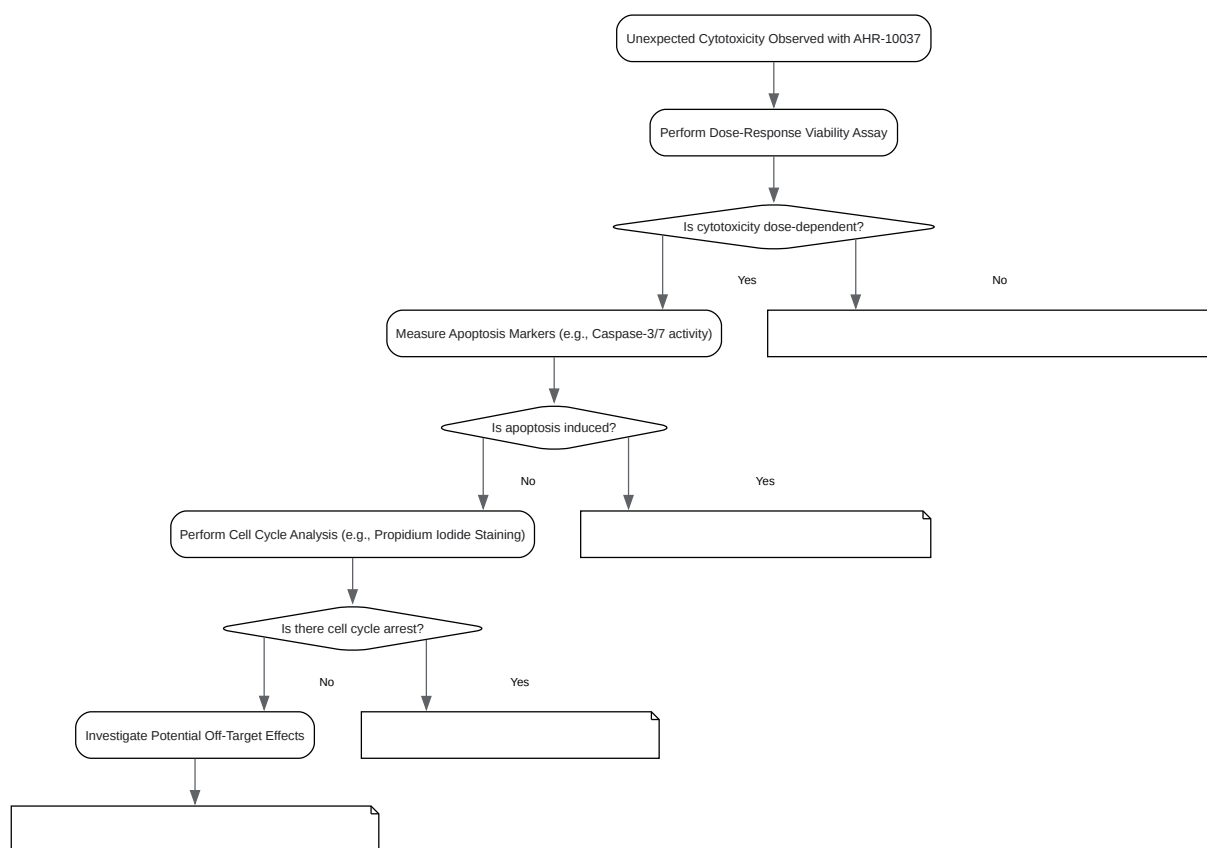 Unexpected Cytotoxicity Observed with AHR-10037
Perform Dose-Response Viability Assay
Is cytotoxicity dose-dependent?
Yes
No
Measure Apoptosis Markers (e.g., Caspase-3/7 activity)
Is apoptosis induced?
No
Yes
Perform Cell Cycle Analysis (e.g., Propidium Iodide Staining)
Is there cell cycle arrest?
No
Yes
Investigate Potential Off-Target Effects